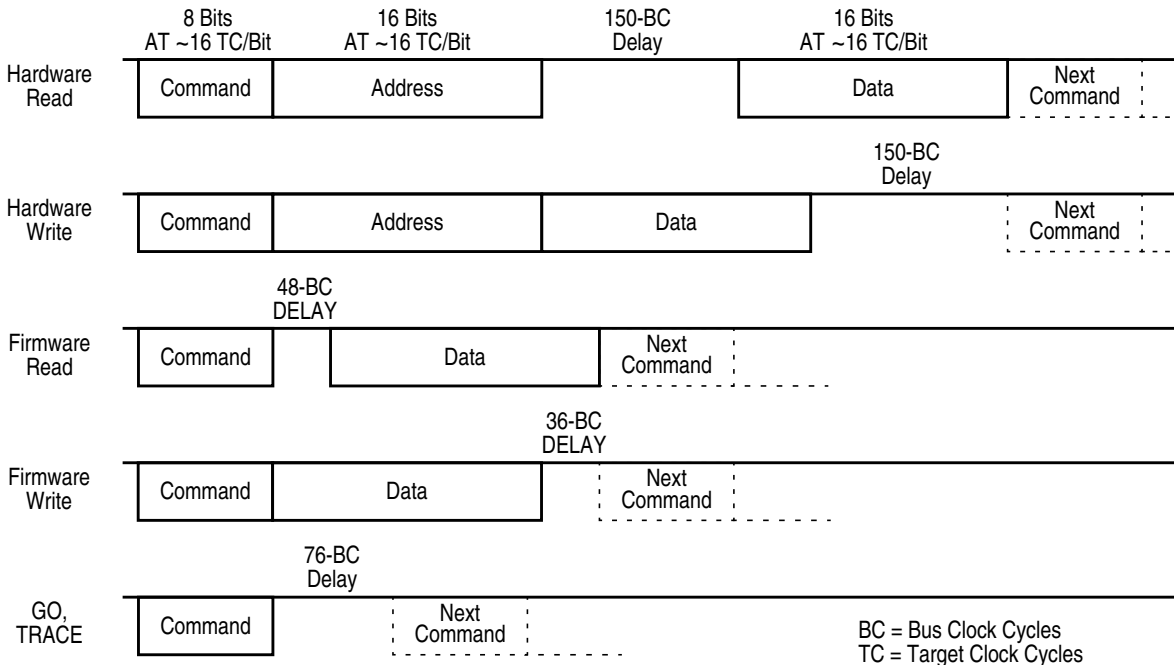 8 Bits
AT ~16 TC/Bit
16 Bits
AT ~16 TC/Bit
150-BC
Delay
16 Bits
AT ~16 TC/Bit
Hardware
Read
Command
Address
Data
Next
Command
150-BC
Delay
Hardware
Write
Command
Address
Data
Next
Command
48-BC
DELAY
Firmware
Read
Command
Data
Next
Command
36-BC
DELAY
Firmware
Write
Command
Data
Next
Command
76-BC
Delay
GO,
TRACE
Command
Next
Command
BC = Bus Clock Cycles
TC = Target Clock Cycles